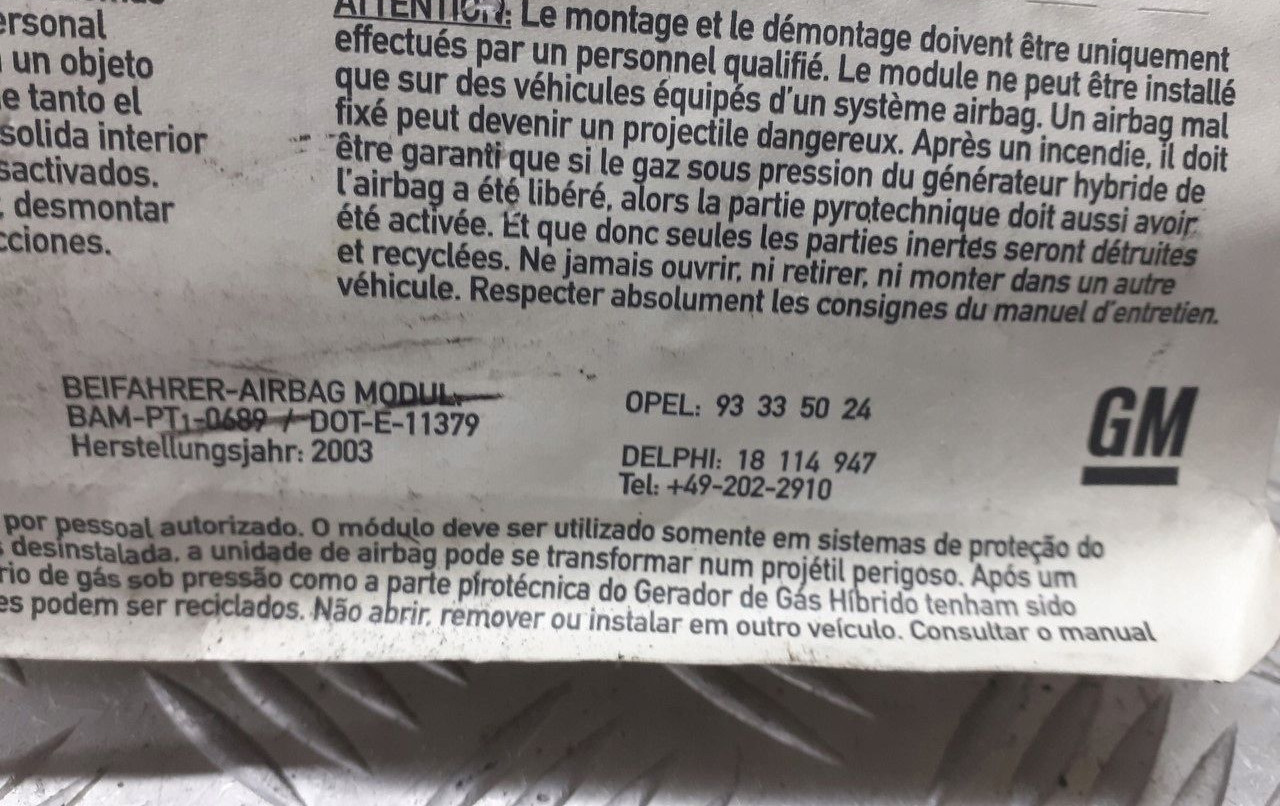 ersonal
un objeto
e tanto el
solida interior
sactivados.
desmontar
cciones.
ATTENTION: Le montage et le démontage doivent être uniquement
effectués par un personnel qualifié. Le module ne peut être installé
que sur des véhicules équipés d'un système airbag. Un airbag mal
fixé peut devenir un projectile dangereux. Après un incendie, il doit
être garanti que si le gaz sous pression du générateur hybride de
l'airbag a été libéré, alors la partie pyrotechnique doit aussi avoir
été activée. Et que donc seules les parties inertes seront détruites
et recyclées. Ne jamais ouvrir, ni retirer, ni monter dans un autre
véhicule. Respecter absolument les consignes du manuel d'entretien.
BEIFAHRER-AIRBAG MODUL:
BAM-PT1-0689 / DOT-E-11379
Herstellungsjahr: 2003
OPEL: 93 33 50 24
DELPHI: 18 114 947
Tel: +49-202-2910
GM
por pessoal autorizado. O módulo deve ser utilizado somente em sistemas de proteção do
desinstalada, a unidade de airbag pode se transformar num projétil perigoso. Após um
rio de gás sob pressão como a parte pirotécnica do Gerador de Gás Híbrido tenham sido
es podem ser reciclados. Não abrir, remover ou instalar em outro veículo. Consultar o manual